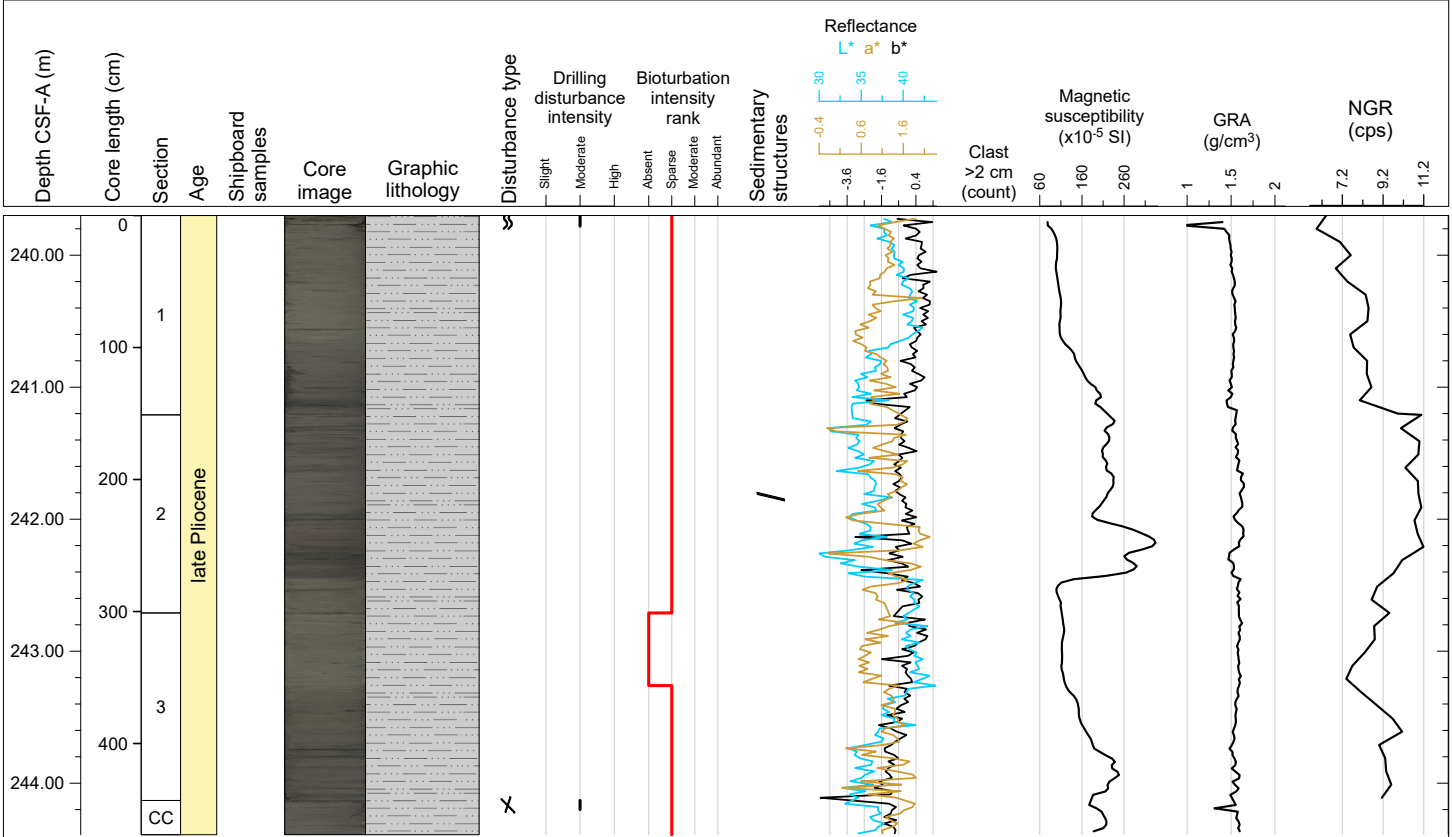 Depth CSF-A (m)
Core length (cm)
Section
Age
Shipboard
samples
Core
image
Graphic
lithology
Disturbance type
Drilling
disturbance
intensity
Slight
Moderate
High
Bioturbation
intensity
rank
Absent
Sparse
Moderate
Abundant
Sedimentary
structures
Reflectance
L* a* b*
30 35 40
-0.4 0.6 1.6
-3.6 -1.6 0.4
Clast
>2 cm
(count)
Magnetic
susceptibility
(x10-5 SI)
60 160 260
GRA
(g/cm3)
1 1.5 2
NGR
(cps)
7.2 9.2 11.2
240.00
241.00
242.00
243.00
244.00
0
100
200
300
400
1
2
3
CC
late Pliocene